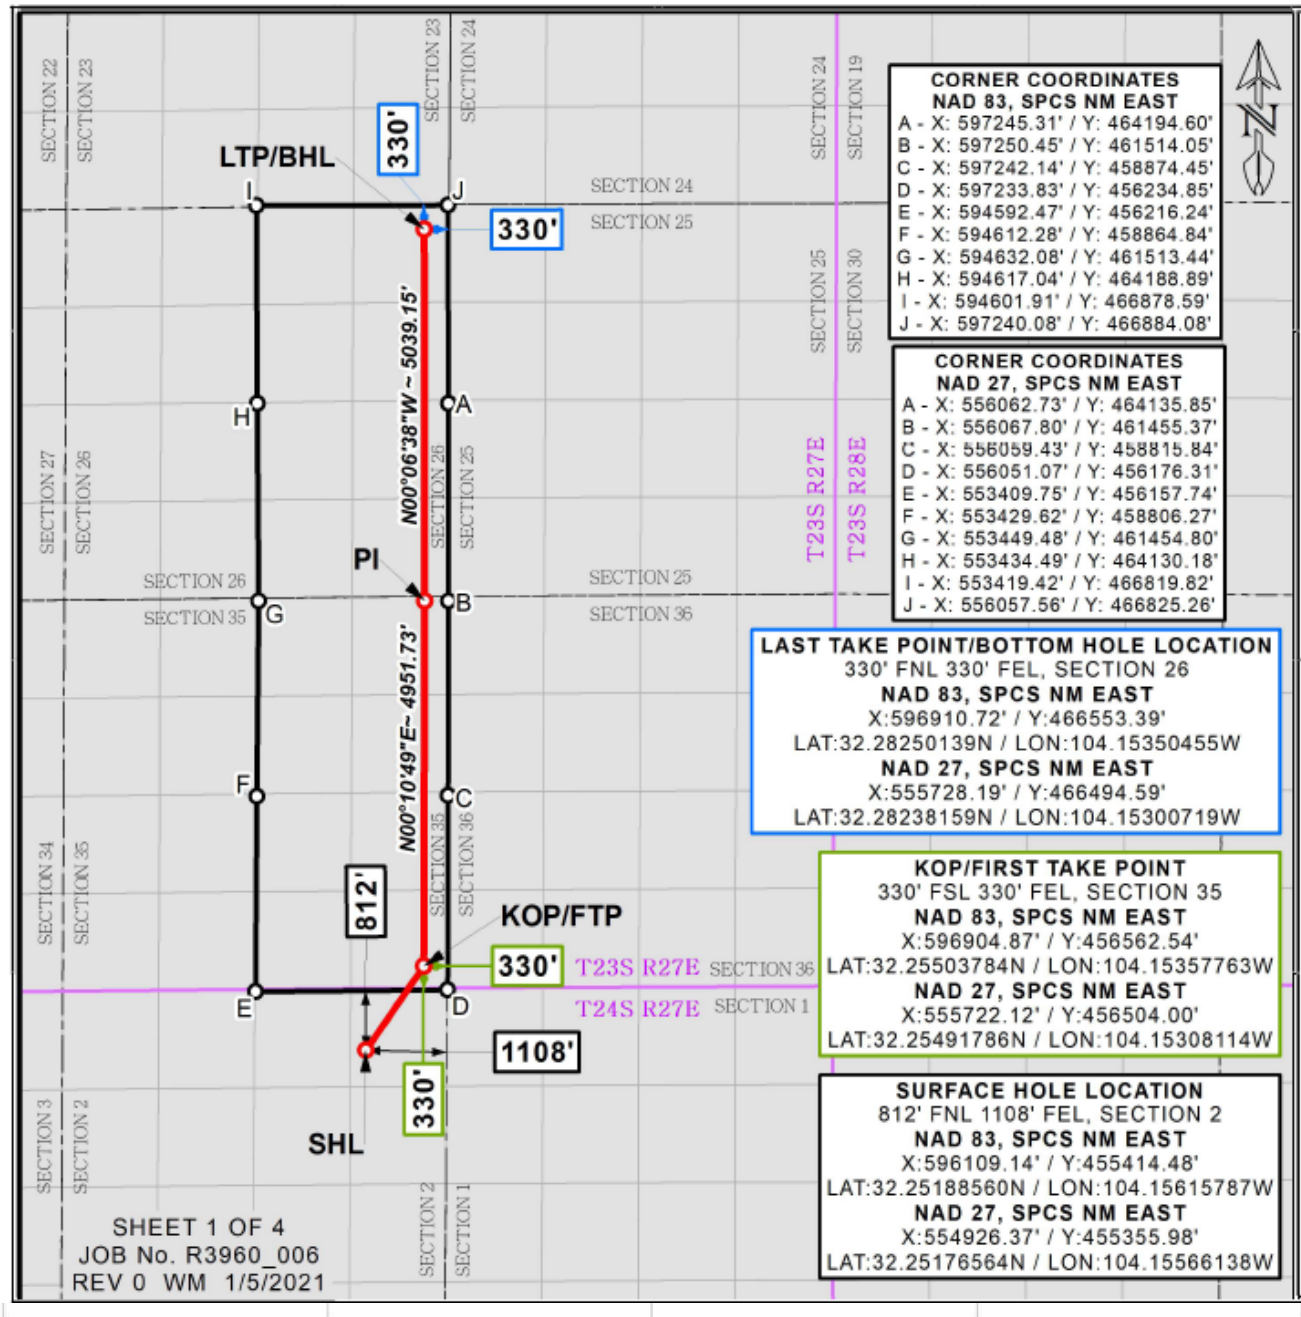 SECTION 22
SECTION 23
SECTION 23
SECTION 24
SECTION 24
SECTION 19
330'
LTP/BHL
I
J
SECTION 24
SECTION 25
330'
N
CORNER COORDINATES
NAD 83, SPCS NM EAST
A - X: 597245.31' / Y: 464194.60'
B - X: 597250.45' / Y: 461514.05'
C - X: 597242.14' / Y: 458874.45'
D - X: 597233.83' / Y: 456234.85'
E - X: 594592.47' / Y: 456216.24'
F - X: 594612.28' / Y: 458864.84'
G - X: 594632.08' / Y: 461513.44'
H - X: 594617.04' / Y: 464188.89'
I - X: 594601.91' / Y: 466878.59'
J - X: 597240.08' / Y: 466884.08'
SECTION 25
SECTION 30
N00°06'38"W ~ 5039.15'
H
A
CORNER COORDINATES
NAD 27, SPCS NM EAST
A - X: 556062.73' / Y: 464135.85'
B - X: 556067.80' / Y: 461455.37'
C - X: 556059.43' / Y: 458815.84'
D - X: 556051.07' / Y: 456176.31'
E - X: 553409.75' / Y: 456157.74'
F - X: 553429.62' / Y: 458806.27'
G - X: 553449.48' / Y: 461454.80'
H - X: 553434.49' / Y: 464130.18'
I - X: 553419.42' / Y: 466819.82'
J - X: 556057.56' / Y: 466825.26'
SECTION 27
SECTION 26
SECTION 26
SECTION 25
T23S R27E
T23S R28E
PI
SECTION 26
SECTION 35
G
B
SECTION 25
SECTION 36
LAST TAKE POINT/BOTTOM HOLE LOCATION
330' FNL 330' FEL, SECTION 26
NAD 83, SPCS NM EAST
X:596910.72' / Y:466553.39'
LAT:32.28250139N / LON:104.15350455W
NAD 27, SPCS NM EAST
X:555728.19' / Y:466494.59'
LAT:32.28238159N / LON:104.15300719W
N00°10'49"E~ 4951.73'
F
C
SECTION 34
SECTION 35
SECTION 35
SECTION 36
812'
KOP/FTP
330'
T23S R27E SECTION 36
T24S R27E SECTION 1
E
D
KOP/FIRST TAKE POINT
330' FSL 330' FEL, SECTION 35
NAD 83, SPCS NM EAST
X:596904.87' / Y:456562.54'
LAT:32.25503784N / LON:104.15357763W
NAD 27, SPCS NM EAST
X:555722.12' / Y:456504.00'
LAT:32.25491786N / LON:104.15308114W
1108'
330'
SHL
SECTION 3
SECTION 2
SECTION 2
SECTION 1
SURFACE HOLE LOCATION
812' FNL 1108' FEL, SECTION 2
NAD 83, SPCS NM EAST
X:596109.14' / Y:455414.48'
LAT:32.25188560N / LON:104.15615787W
NAD 27, SPCS NM EAST
X:554926.37' / Y:455355.98'
LAT:32.25176564N / LON:104.15566138W
SHEET 1 OF 4
JOB No. R3960_006
REV 0 WM 1/5/2021